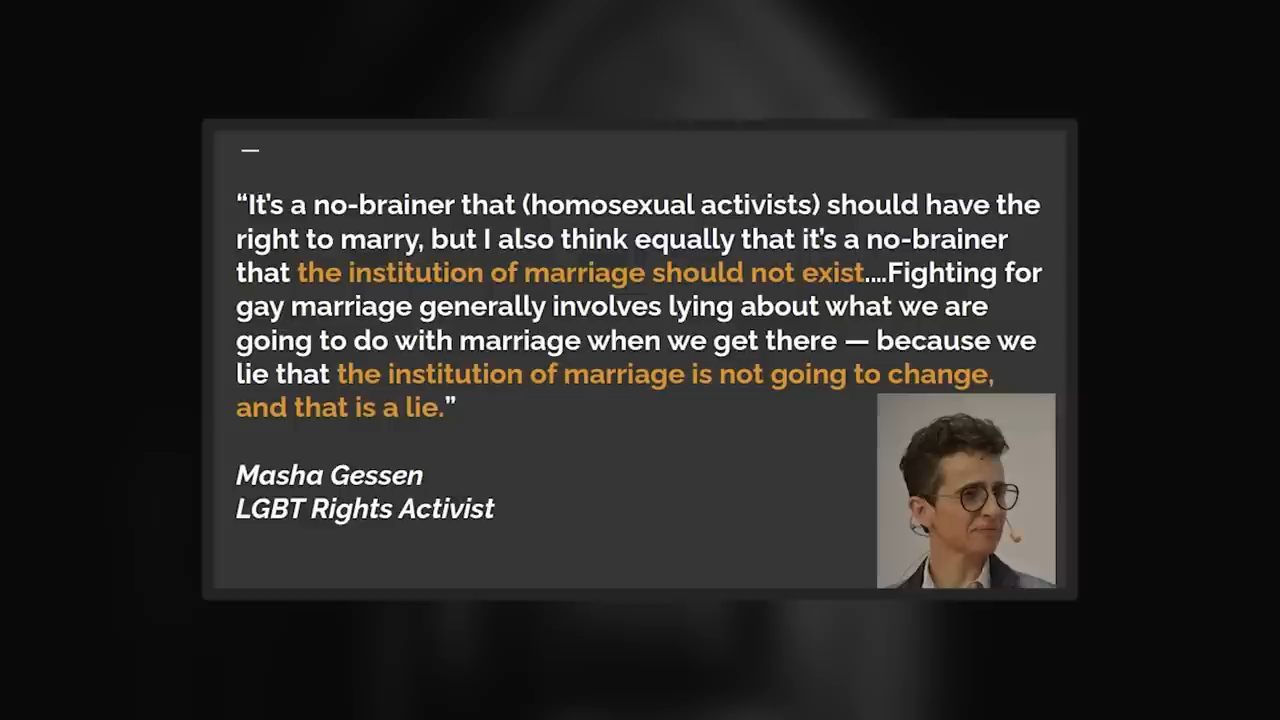 —
“It’s a no-brainer that (homosexual activists) should have the
right to marry, but I also think equally that it’s a no-brainer
that the institution of marriage should not exist....Fighting for
gay marriage generally involves lying about what we are
going to do with marriage when we get there — because we
lie that the institution of marriage is not going to change,
and that is a lie.”
Masha Gessen
LGBT Rights Activist